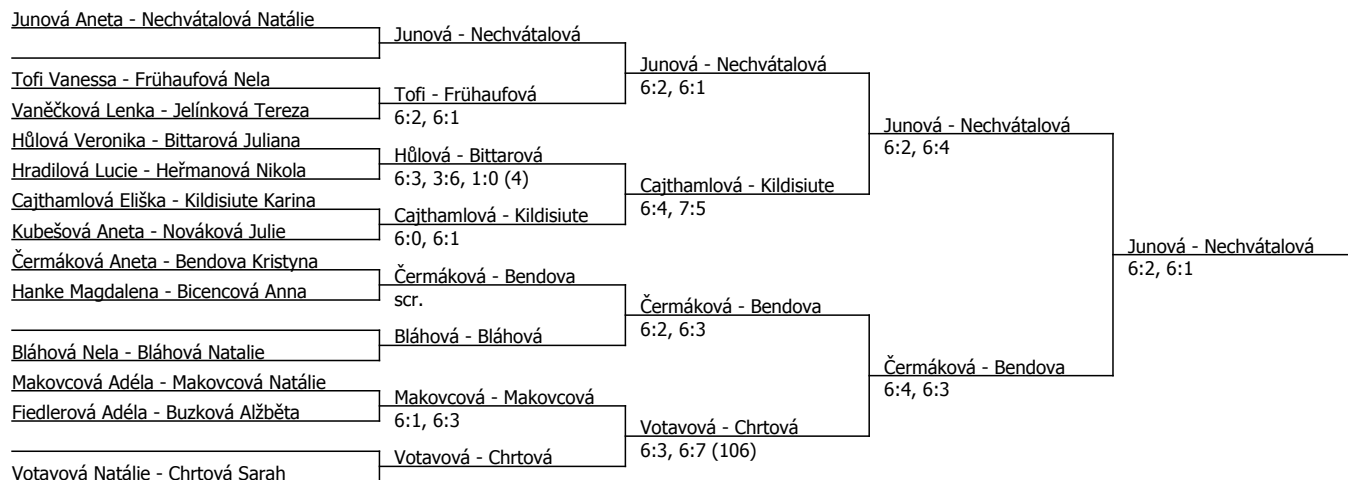 Junová Aneta - Nechvátalová Natálie
Tofi Vanessa - Frühaufová Nela
Vaněčková Lenka - Jelínková Tereza
Hůlová Veronika - Bittarová Juliana
Hradilová Lucie - Heřmanová Nikola
Cajthamlová Eliška - Kildisiute Karina
Kubešová Aneta - Nováková Julie
Čermáková Aneta - Bendova Kristyna
Hanke Magdalena - Bicencová Anna
Bláhová Nela - Bláhová Natalie
Makovcová Adéla - Makovcová Natálie
Fiedlerová Adéla - Buzková Alžběta
Votavová Natálie - Chrtová Sarah
Junová - Nechvátalová
Tofi - Frühaufová
6:2, 6:1
Hůlová - Bittarová
6:3, 3:6, 1:0 (4)
Cajthamlová - Kildisiute
6:0, 6:1
Čermáková - Bendova
scr.
Bláhová - Bláhová
Makovcová - Makovcová
6:1, 6:3
Votavová - Chrtová
Junová - Nechvátalová
6:2, 6:1
Cajthamlová - Kildisiute
6:4, 7:5
Čermáková - Bendova
6:2, 6:3
Votavová - Chrtová
6:3, 6:7 (106)
Junová - Nechvátalová
6:2, 6:4
Čermáková - Bendova
6:4, 6:3
Junová - Nechvátalová
6:2, 6:1